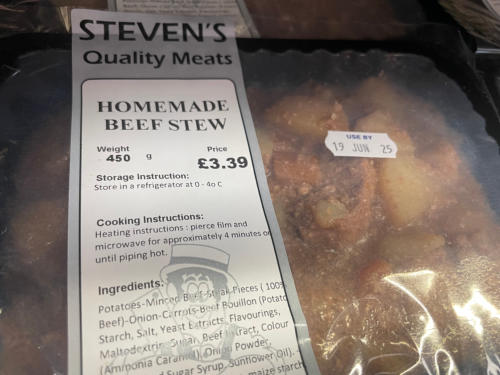 STEVEN'S
Quality Meats
HOMEMADE
BEEF STEW
Weight Price
450 g £3.39
Storage Instruction:
Store in a refrigerator at 0 - 4o C
Cooking Instructions:
Heating instructions : pierce film and
microwave for approximately 4 minutes or
until piping hot.
Ingredients:
Potatoes-Minced Beef-Steak Pieces ( 100%
Beef)-Onion-Carrots-Beef Bouillon (Potato
Starch, Salt, Yeast Extracts, Flavourings,
Maltodextrin, Sugar, Beef Extract, Colour
(Ammonia Caramel), Onion Powder,
Sugar Syrup, Sunflower Oil).
maize starch
USE BY
19 JUN 25